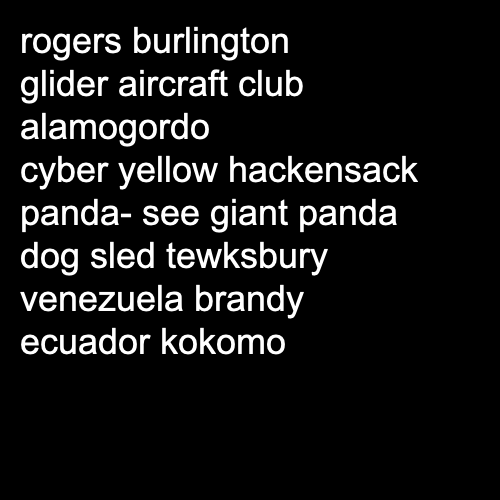 rogers burlington
glider aircraft club
alamogordo
cyber yellow hackensack
panda- see giant panda
dog sled tewksbury
venezuela brandy
ecuador kokomo